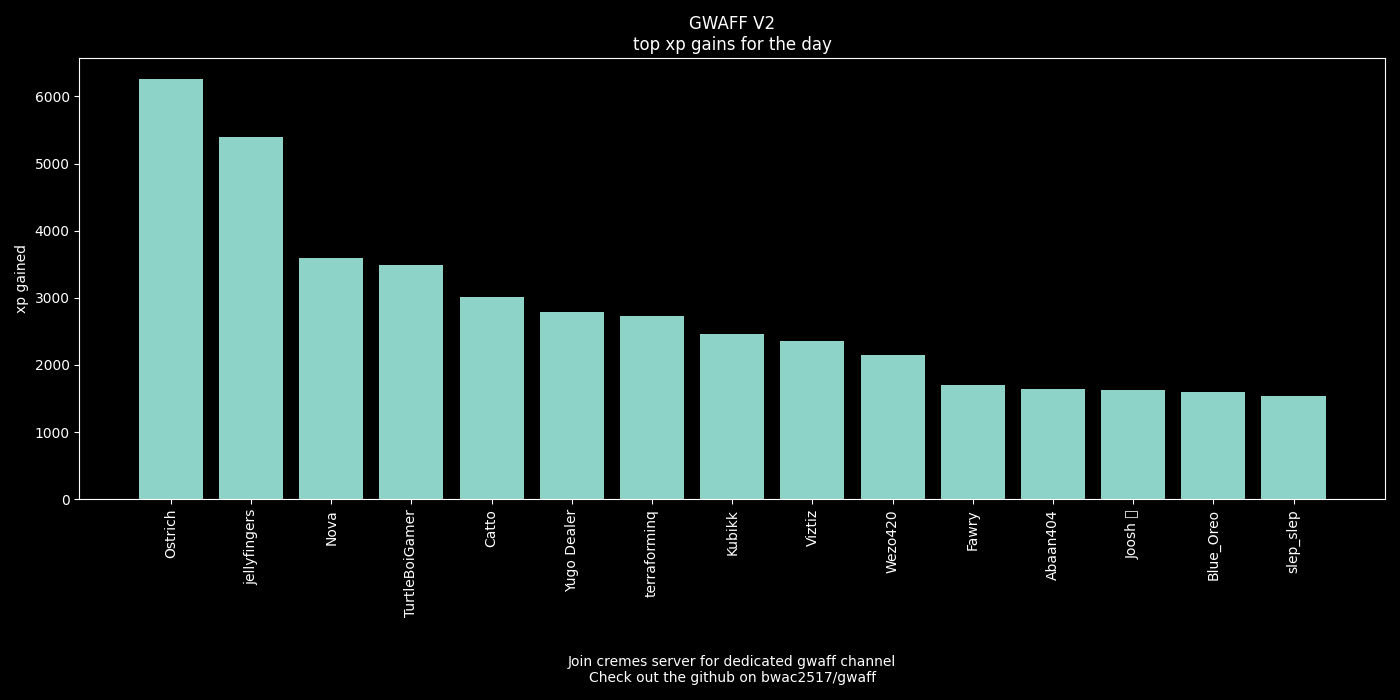 GWAFF V2
top xp gains for the day
6000
5000
4000
3000
2000
1000
0
xp gained
Ostrich
jellyfingers
Nova
TurtleBoiGamer
Catto
Yugo Dealer
terraforminq
Kubikk
Viztiz
Wezo420
Fawry
Abaan404
Joosh
Blue_Oreo
slep_slep
Join cremes server for dedicated gwaff channel
Check out the github on bwac2517/gwaff